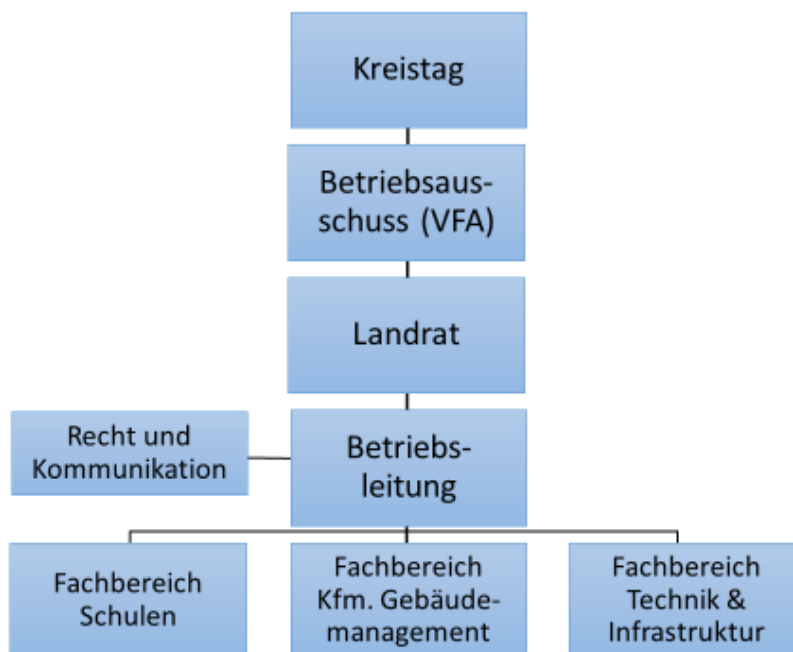 Kreistag
Betriebsaus-
schuss (VFA)
Landrat
Recht und
Kommunikation
Betriebs-
leitung
Fachbereich
Schulen
Fachbereich
Kfm. Gebäude-
management
Fachbereich
Technik &
Infrastruktur